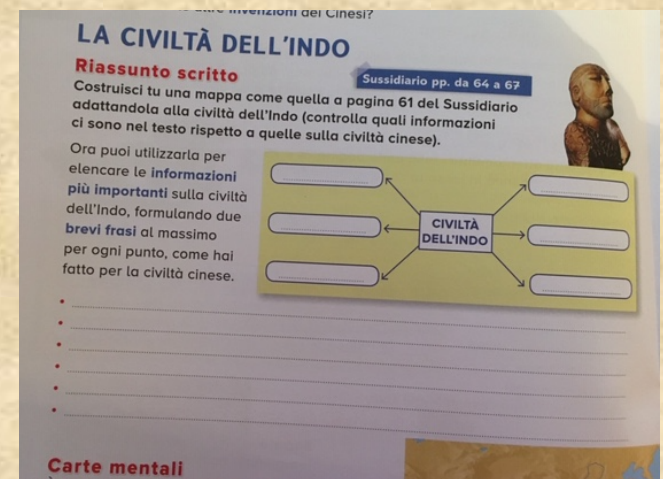 invenzioni dei Cinesi?
LA CIVILTÀ DELL'INDO
Riassunto scritto
Sussidiario pp. da 64 a 67
Costruisci tu una mappa come quella a pagina 61 del Sussidiario
adattandola alla civiltà dell'Indo (controlla quali informazioni
ci sono nel testo rispetto a quelle sulla civiltà cinese).
Ora puoi utilizzarla per
elencare le informazioni
più importanti sulla civiltà
dell'Indo, formulando due
brevi frasi al massimo
per ogni punto, come hai
fatto per la civiltà cinese.
CIVILTÀ
DELL'INDO
Carte mentali